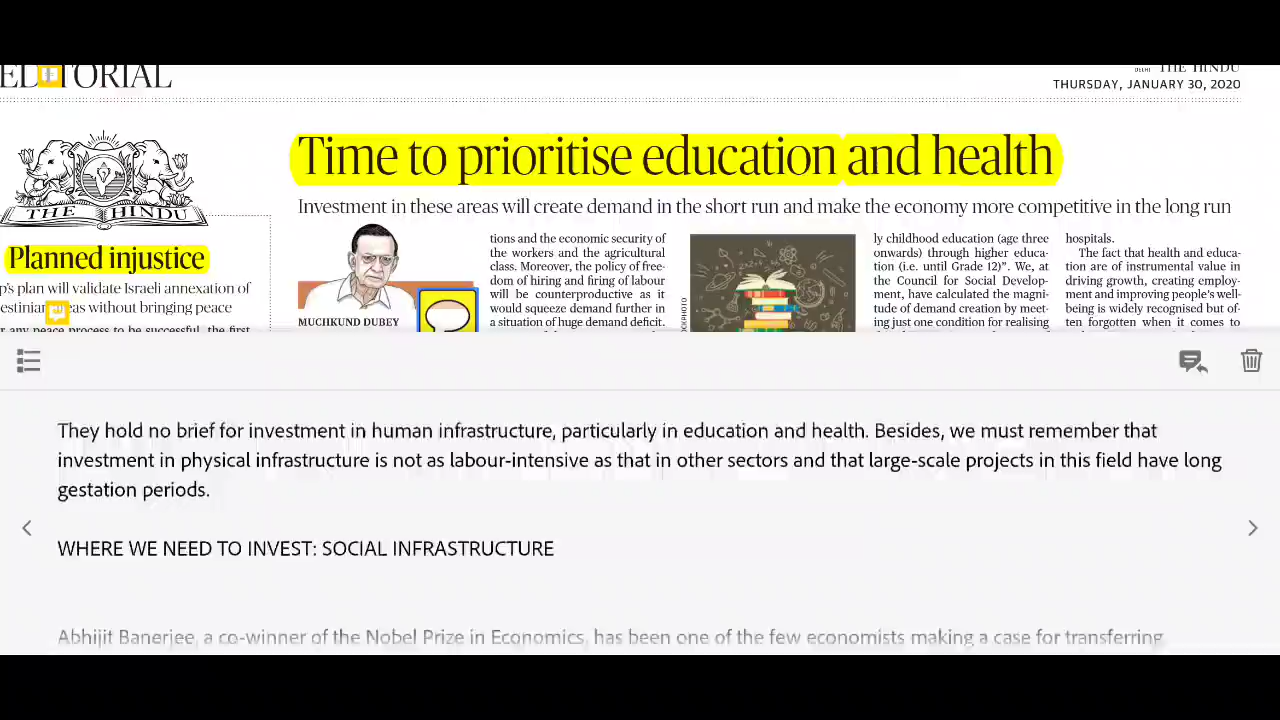 EDITORIAL
THE HINDU
DELHI
THURSDAY, JANUARY 30, 2020
THE HINDU
Planned injustice
p's plan will validate Israeli annexation of
estinian eas without bringing peace
r any peace process to be successful, the first
Time to prioritise education and health
Investment in these areas will create demand in the short run and make the economy more competitive in the long run
MUCHKUND DUBEY
tions and the economic security of
the workers and the agricultural
class. Moreover, the policy of free-
dom of hiring and firing of labour
will be counterproductive as it
would squeeze demand further in
a situation of huge demand deficit.
OCKPHOTO
ly childhood education (age three
onwards) through higher educa-
tion (i.e. until Grade 12)". We, at
the Council for Social Develop-
ment, have calculated the magni-
tude of demand creation by meet-
ing just one condition for realising
hospitals.
The fact that health and educa-
tion are of instrumental value in
driving growth, creating employ-
ment and improving people's well-
being is widely recognised but of-
ten forgotten when it comes to
They hold no brief for investment in human infrastructure, particularly in education and health. Besides, we must remember that
investment in physical infrastructure is not as labour-intensive as that in other sectors and that large-scale projects in this field have long
gestation periods.
WHERE WE NEED TO INVEST: SOCIAL INFRASTRUCTURE
Abhijit Banerjee, a co-winner of the Nobel Prize in Economics, has been one of the few economists making a case for transferring